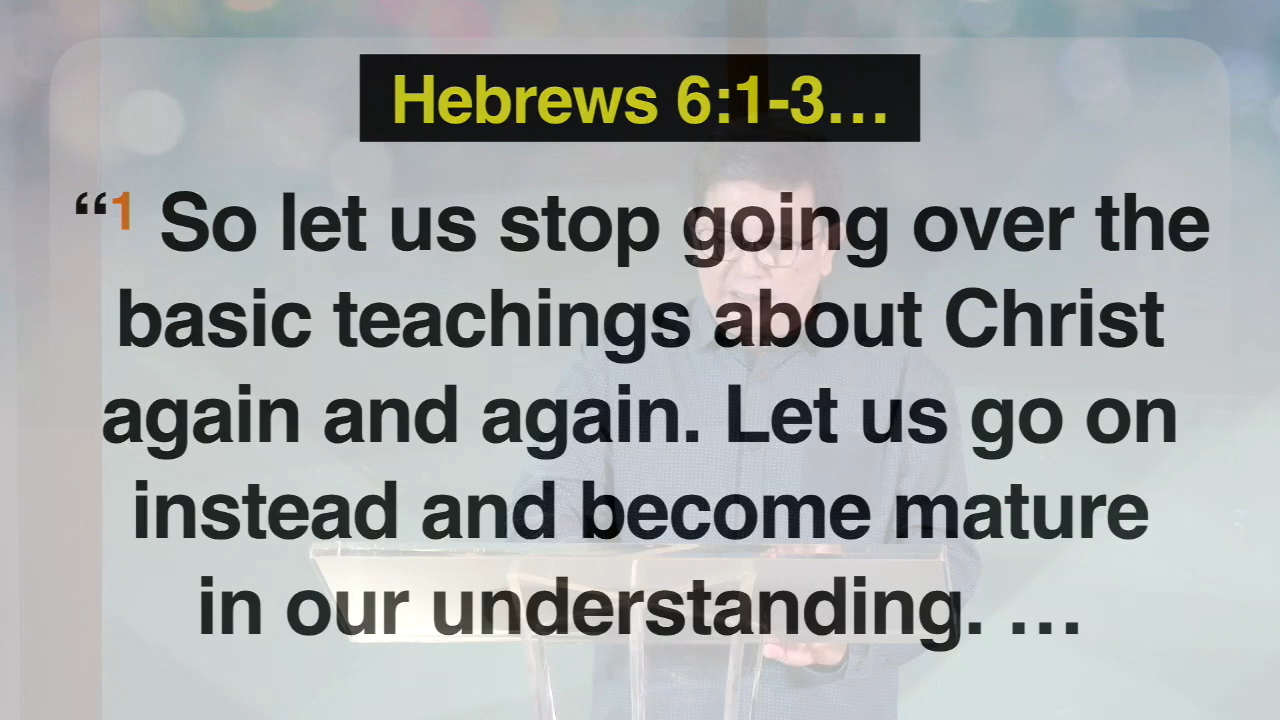 Hebrews 6:1-3…
“1 So let us stop going over the
basic teachings about Christ
again and again. Let us go on
instead and become mature
in our understanding. …